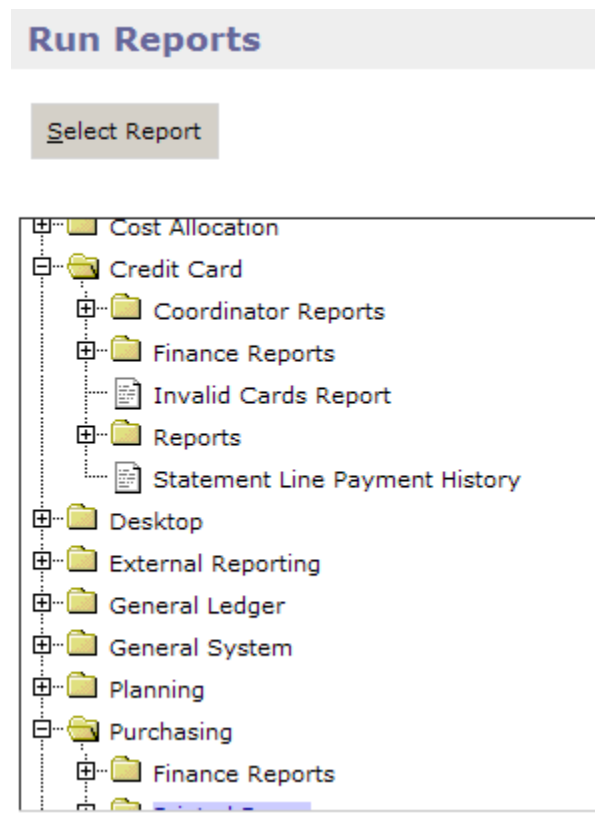 Run Reports
Select Report
Cost Allocation
Credit Card
Coordinator Reports
Finance Reports
Invalid Cards Report
Reports
Statement Line Payment History
Desktop
External Reporting
General Ledger
General System
Planning
Purchasing
Finance Reports